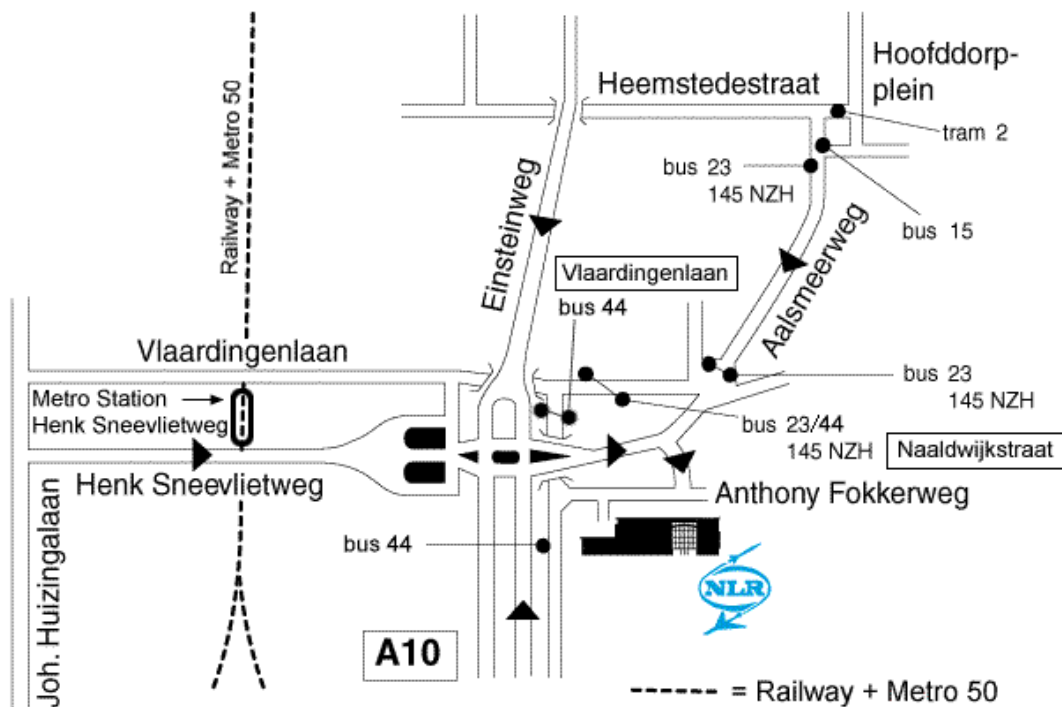 Hoofddorp-
plein
Heemstedestraat
tram 2
Railway + Metro 50
bus 23
145 NZH
bus 15
Einsteinweg
Aalsmeerweg
Vlaardingenlaan
bus 44
Vlaardingenlaan
Metro Station
Henk Sneevlietweg
bus 23
145 NZH
bus 23/44
145 NZH
Naaldwijkstraat
Henk Sneevlietweg
Anthony Fokkerweg
bus 44
NLR
Joh. Huizingalaan
A10
= Railway + Metro 50